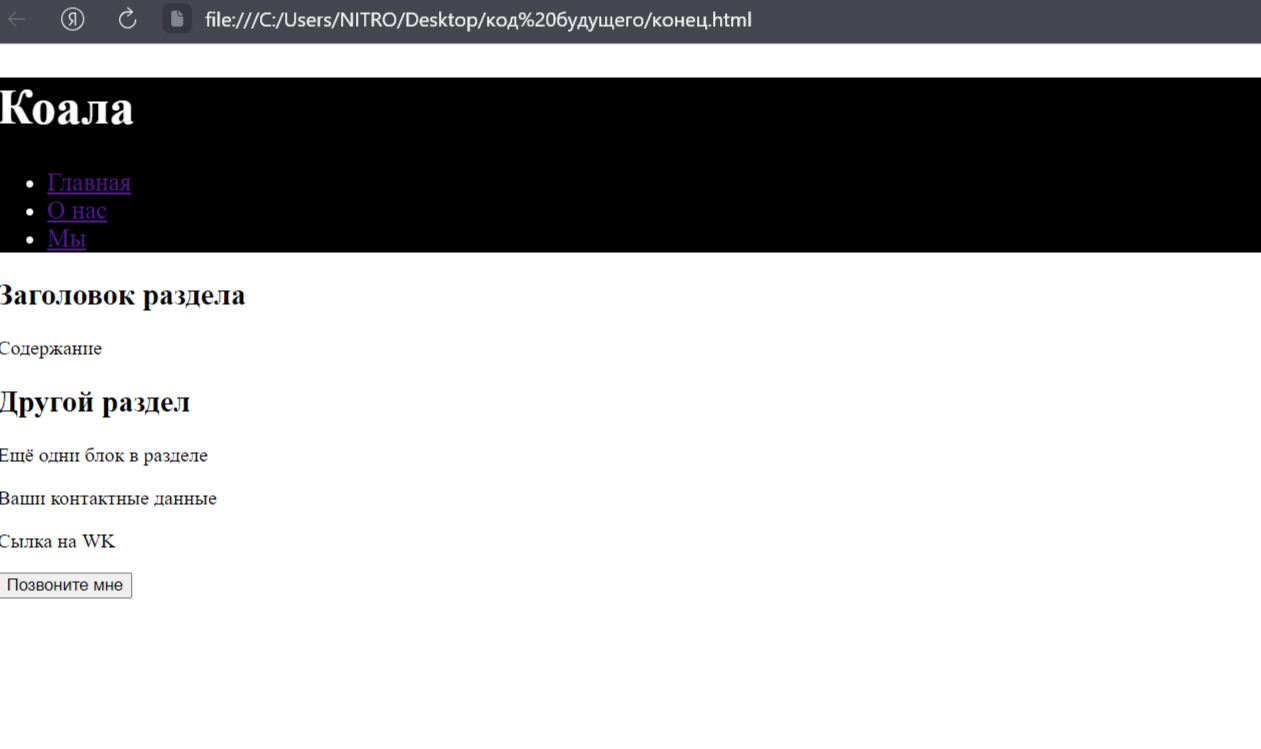 Я file:///C:/Users/NITRO/Desktop/код%20будущего/конец.html
Коала
Главная
О нас
Мы
Заголовок раздела
Содержание
Другой раздел
Ещё одни блок в разделе
Ваши контактные данные
Сылка на WK
Позвоните мне